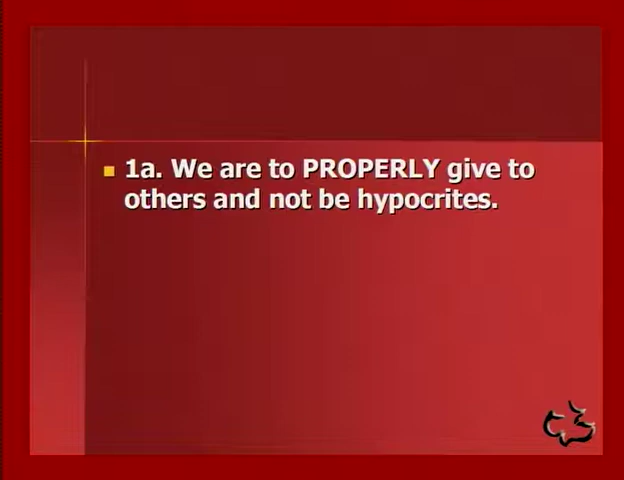 1a. We are to PROPERLY give to
others and not be hypocrites.